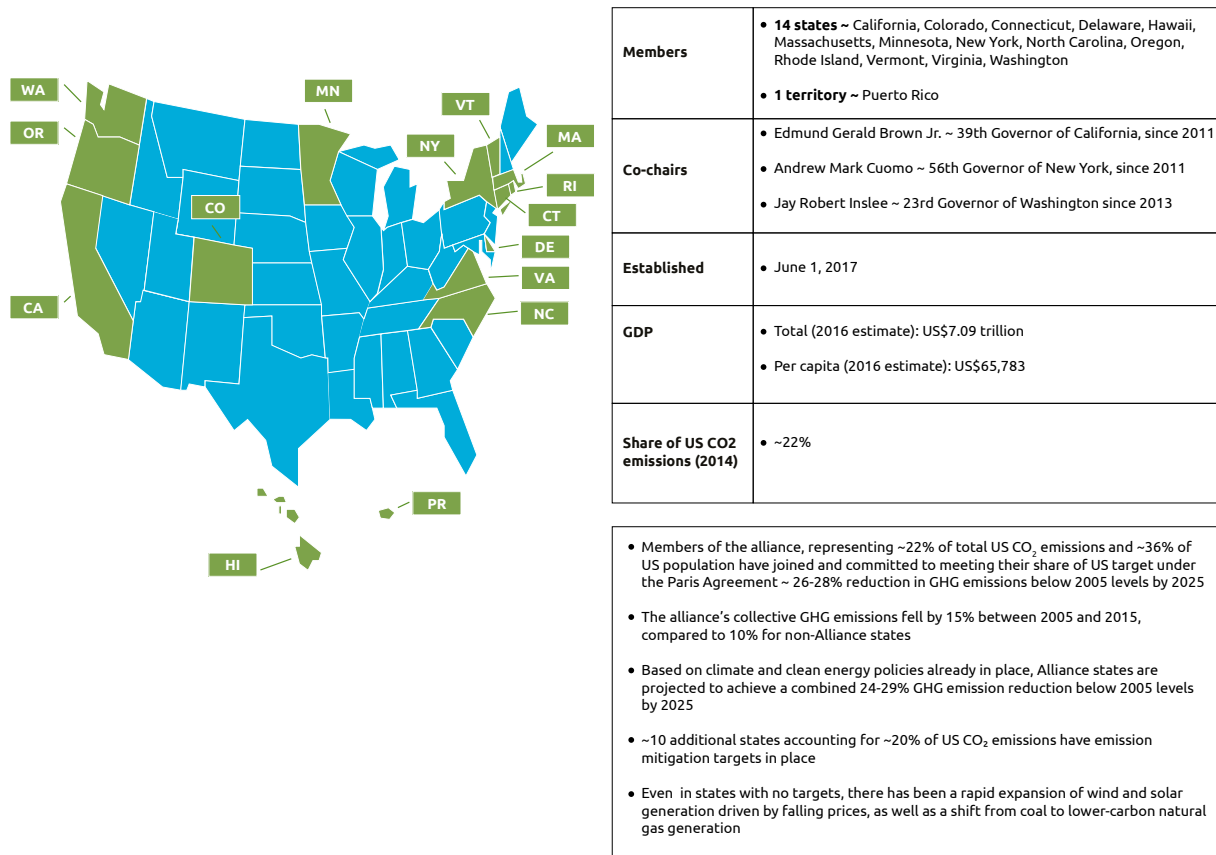 WA
OR
CA
CO
MN
VT
NY
MA
RI
CT
DE
VA
NC
PR
HI
Members
• 14 states ~ California, Colorado, Connecticut, Delaware, Hawaii,
Massachusetts, Minnesota, New York, North Carolina, Oregon,
Rhode Island, Vermont, Virginia, Washington
• 1 territory ~ Puerto Rico
Co-chairs
• Edmund Gerald Brown Jr. ~ 39th Governor of California, since 2011
• Andrew Mark Cuomo ~ 56th Governor of New York, since 2011
• Jay Robert Inslee ~ 23rd Governor of Washington since 2013
Established
• June 1, 2017
GDP
• Total (2016 estimate): US$7.09 trillion
• Per capita (2016 estimate): US$65,783
Share of US CO2
emissions (2014)
• ~22%
• Members of the alliance, representing ~22% of total US CO₂ emissions and ~36% of
US population have joined and committed to meeting their share of US target under
the Paris Agreement ~ 26-28% reduction in GHG emissions below 2005 levels by 2025
• The alliance’s collective GHG emissions fell by 15% between 2005 and 2015,
compared to 10% for non-Alliance states
• Based on climate and clean energy policies already in place, Alliance states are
projected to achieve a combined 24-29% GHG emission reduction below 2005 levels
by 2025
• ~10 additional states accounting for ~20% of US CO₂ emissions have emission
mitigation targets in place
• Even in states with no targets, there has been a rapid expansion of wind and solar
generation driven by falling prices, as well as a shift from coal to lower-carbon natural
gas generation